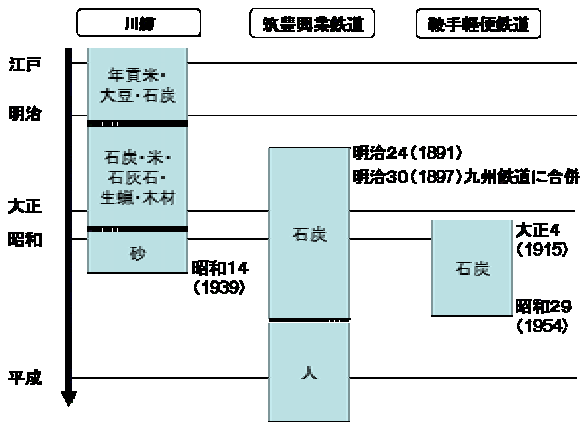 川艜
筑豊興業鉄道
鞍手軽便鉄道
江戸
年貢米・
大豆・石炭
明治
石炭・米・
石灰石・
生蝋・木材
明治24(1891)
明治30(1897)九州鉄道に合併
大正
昭和
砂
昭和14
(1939)
石炭
石炭
大正4
(1915)
昭和29
(1954)
平成
人